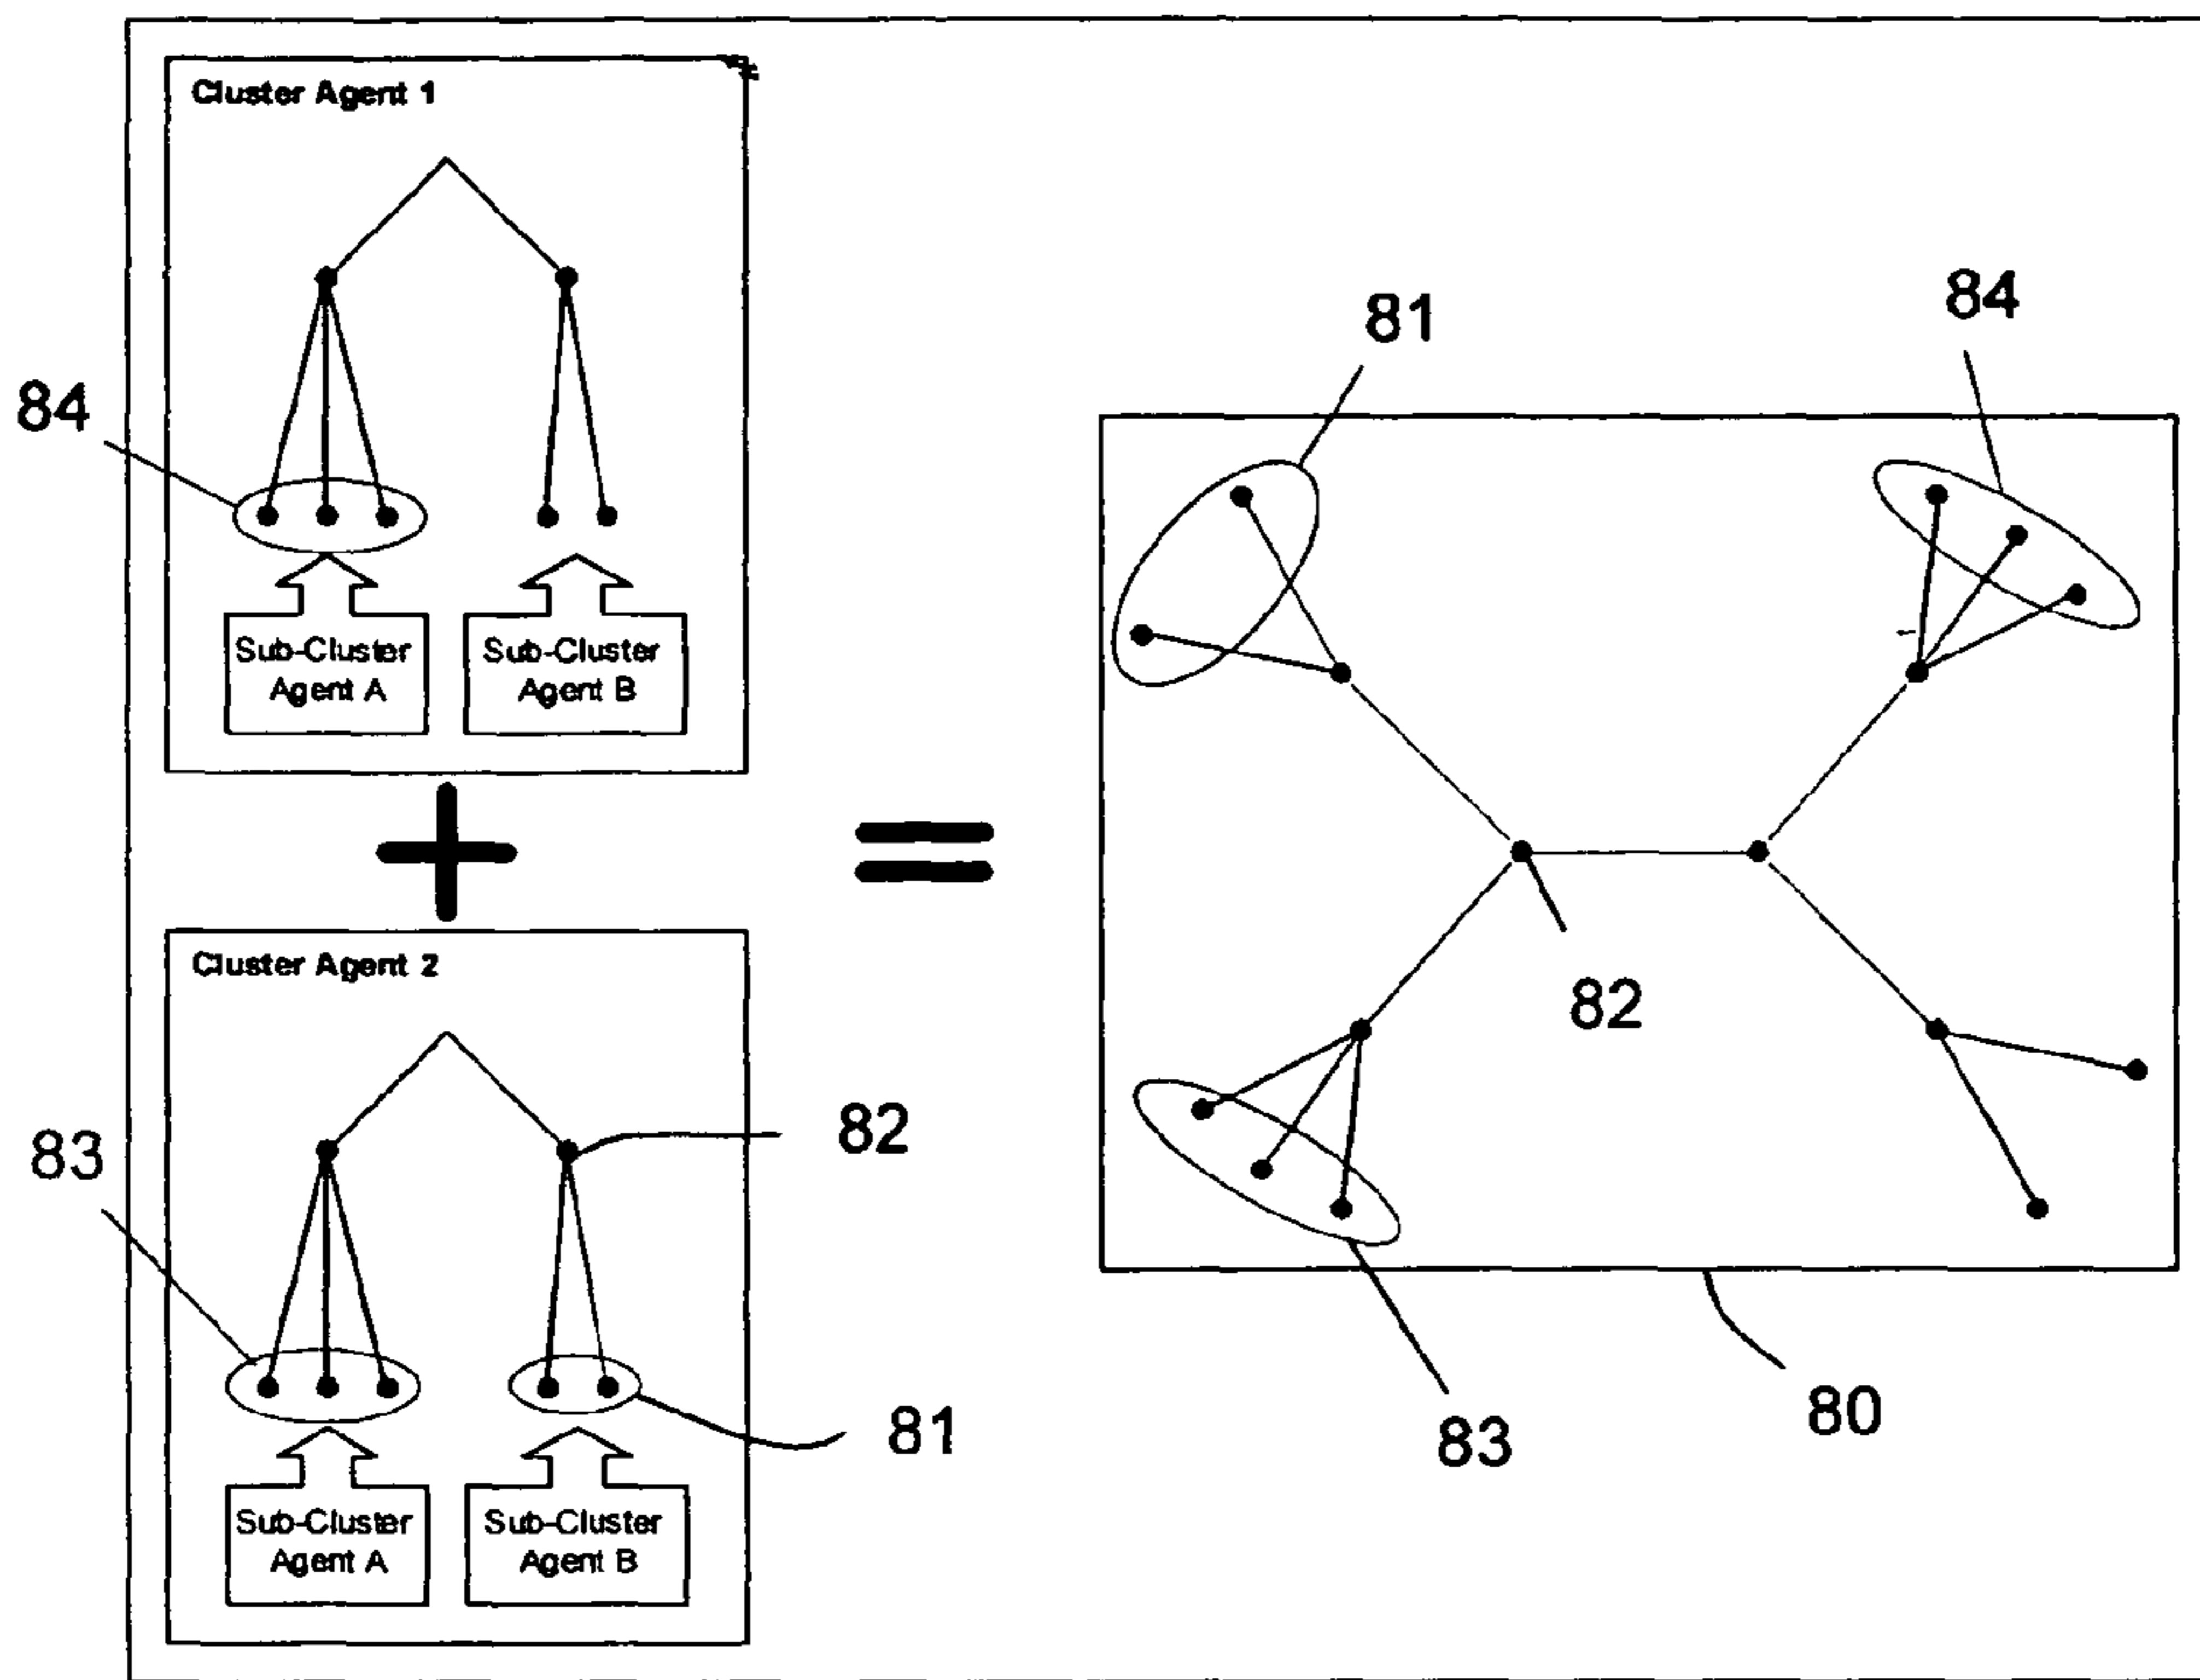 Cluster Agent 1
84
Sub-Cluster
Agent A
Sub-Cluster
Agent B
+
=
Cluster Agent 2
83
82
81
Sub-Cluster
Agent A
Sub-Cluster
Agent B
81
84
82
83
80